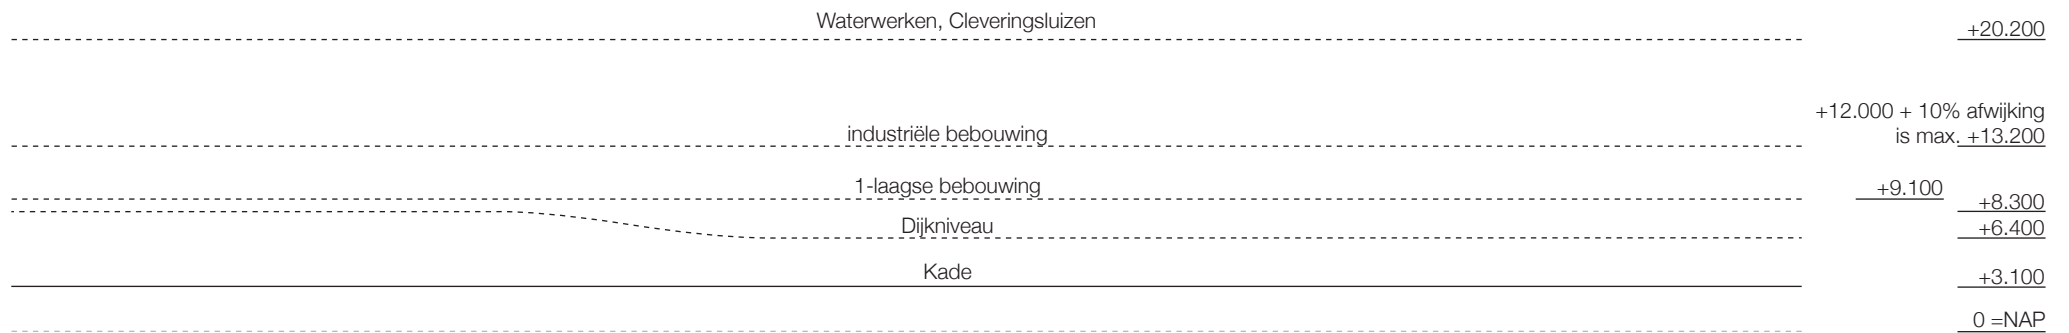 Waterwerken, Cleveringsluizen
+20.200
+12.000 + 10% afwijking
industriële bebouwing
is max. +13.200
1-laagse bebouwing
+9.100
+8.300
Dijkniveau
+6.400
Kade
+3.100
0 =NAP